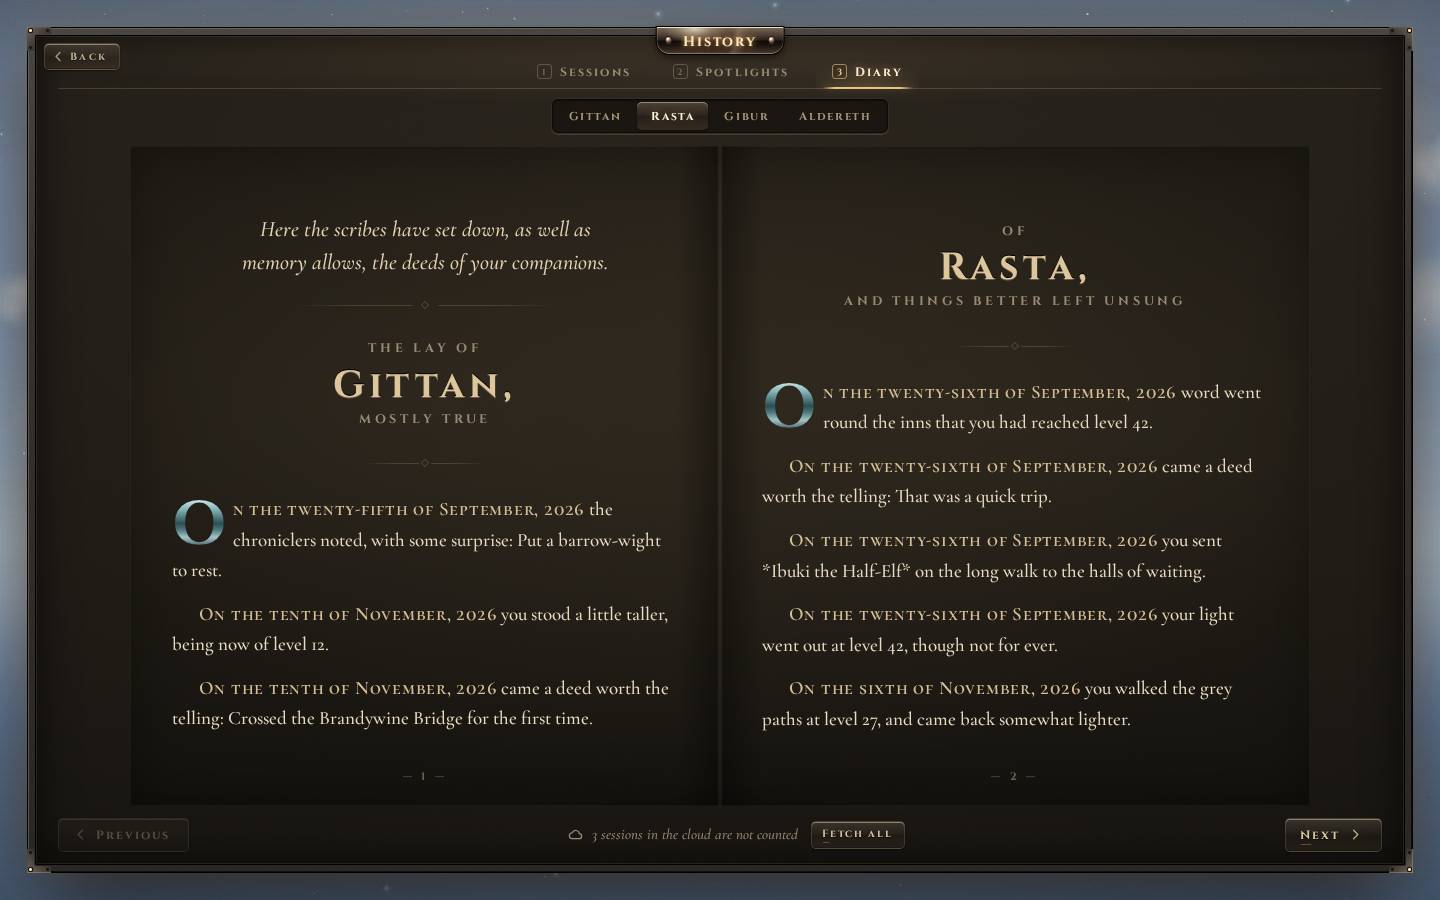 History
Back
1 Sessions
2 Spotlights
3 Diary
Gittan
Rasta
Gibur
Aldereth
Here the scribes have set down, as well as
memory allows, the deeds of your companions.
THE LAY OF
Gittan,
MOSTLY TRUE
On the twenty-fifth of September, 2026 the
chroniclers noted, with some surprise: Put a barrow-wight
to rest.
On the tenth of November, 2026 you stood a little taller,
being now of level 12.
On the tenth of November, 2026 came a deed worth the
telling: Crossed the Brandywine Bridge for the first time.
— 1 —
OF
Rasta,
AND THINGS BETTER LEFT UNSUNG
On the twenty-sixth of September, 2026 word went
round the inns that you had reached level 42.
On the twenty-sixth of September, 2026 came a deed
worth the telling: That was a quick trip.
On the twenty-sixth of September, 2026 you sent
*Ibuki the Half-Elf* on the long walk to the halls of waiting.
On the twenty-sixth of September, 2026 your light
went out at level 42, though not for ever.
On the sixth of November, 2026 you walked the grey
paths at level 27, and came back somewhat lighter.
— 2 —
Previous
3 sessions in the cloud are not counted
Fetch all
Next